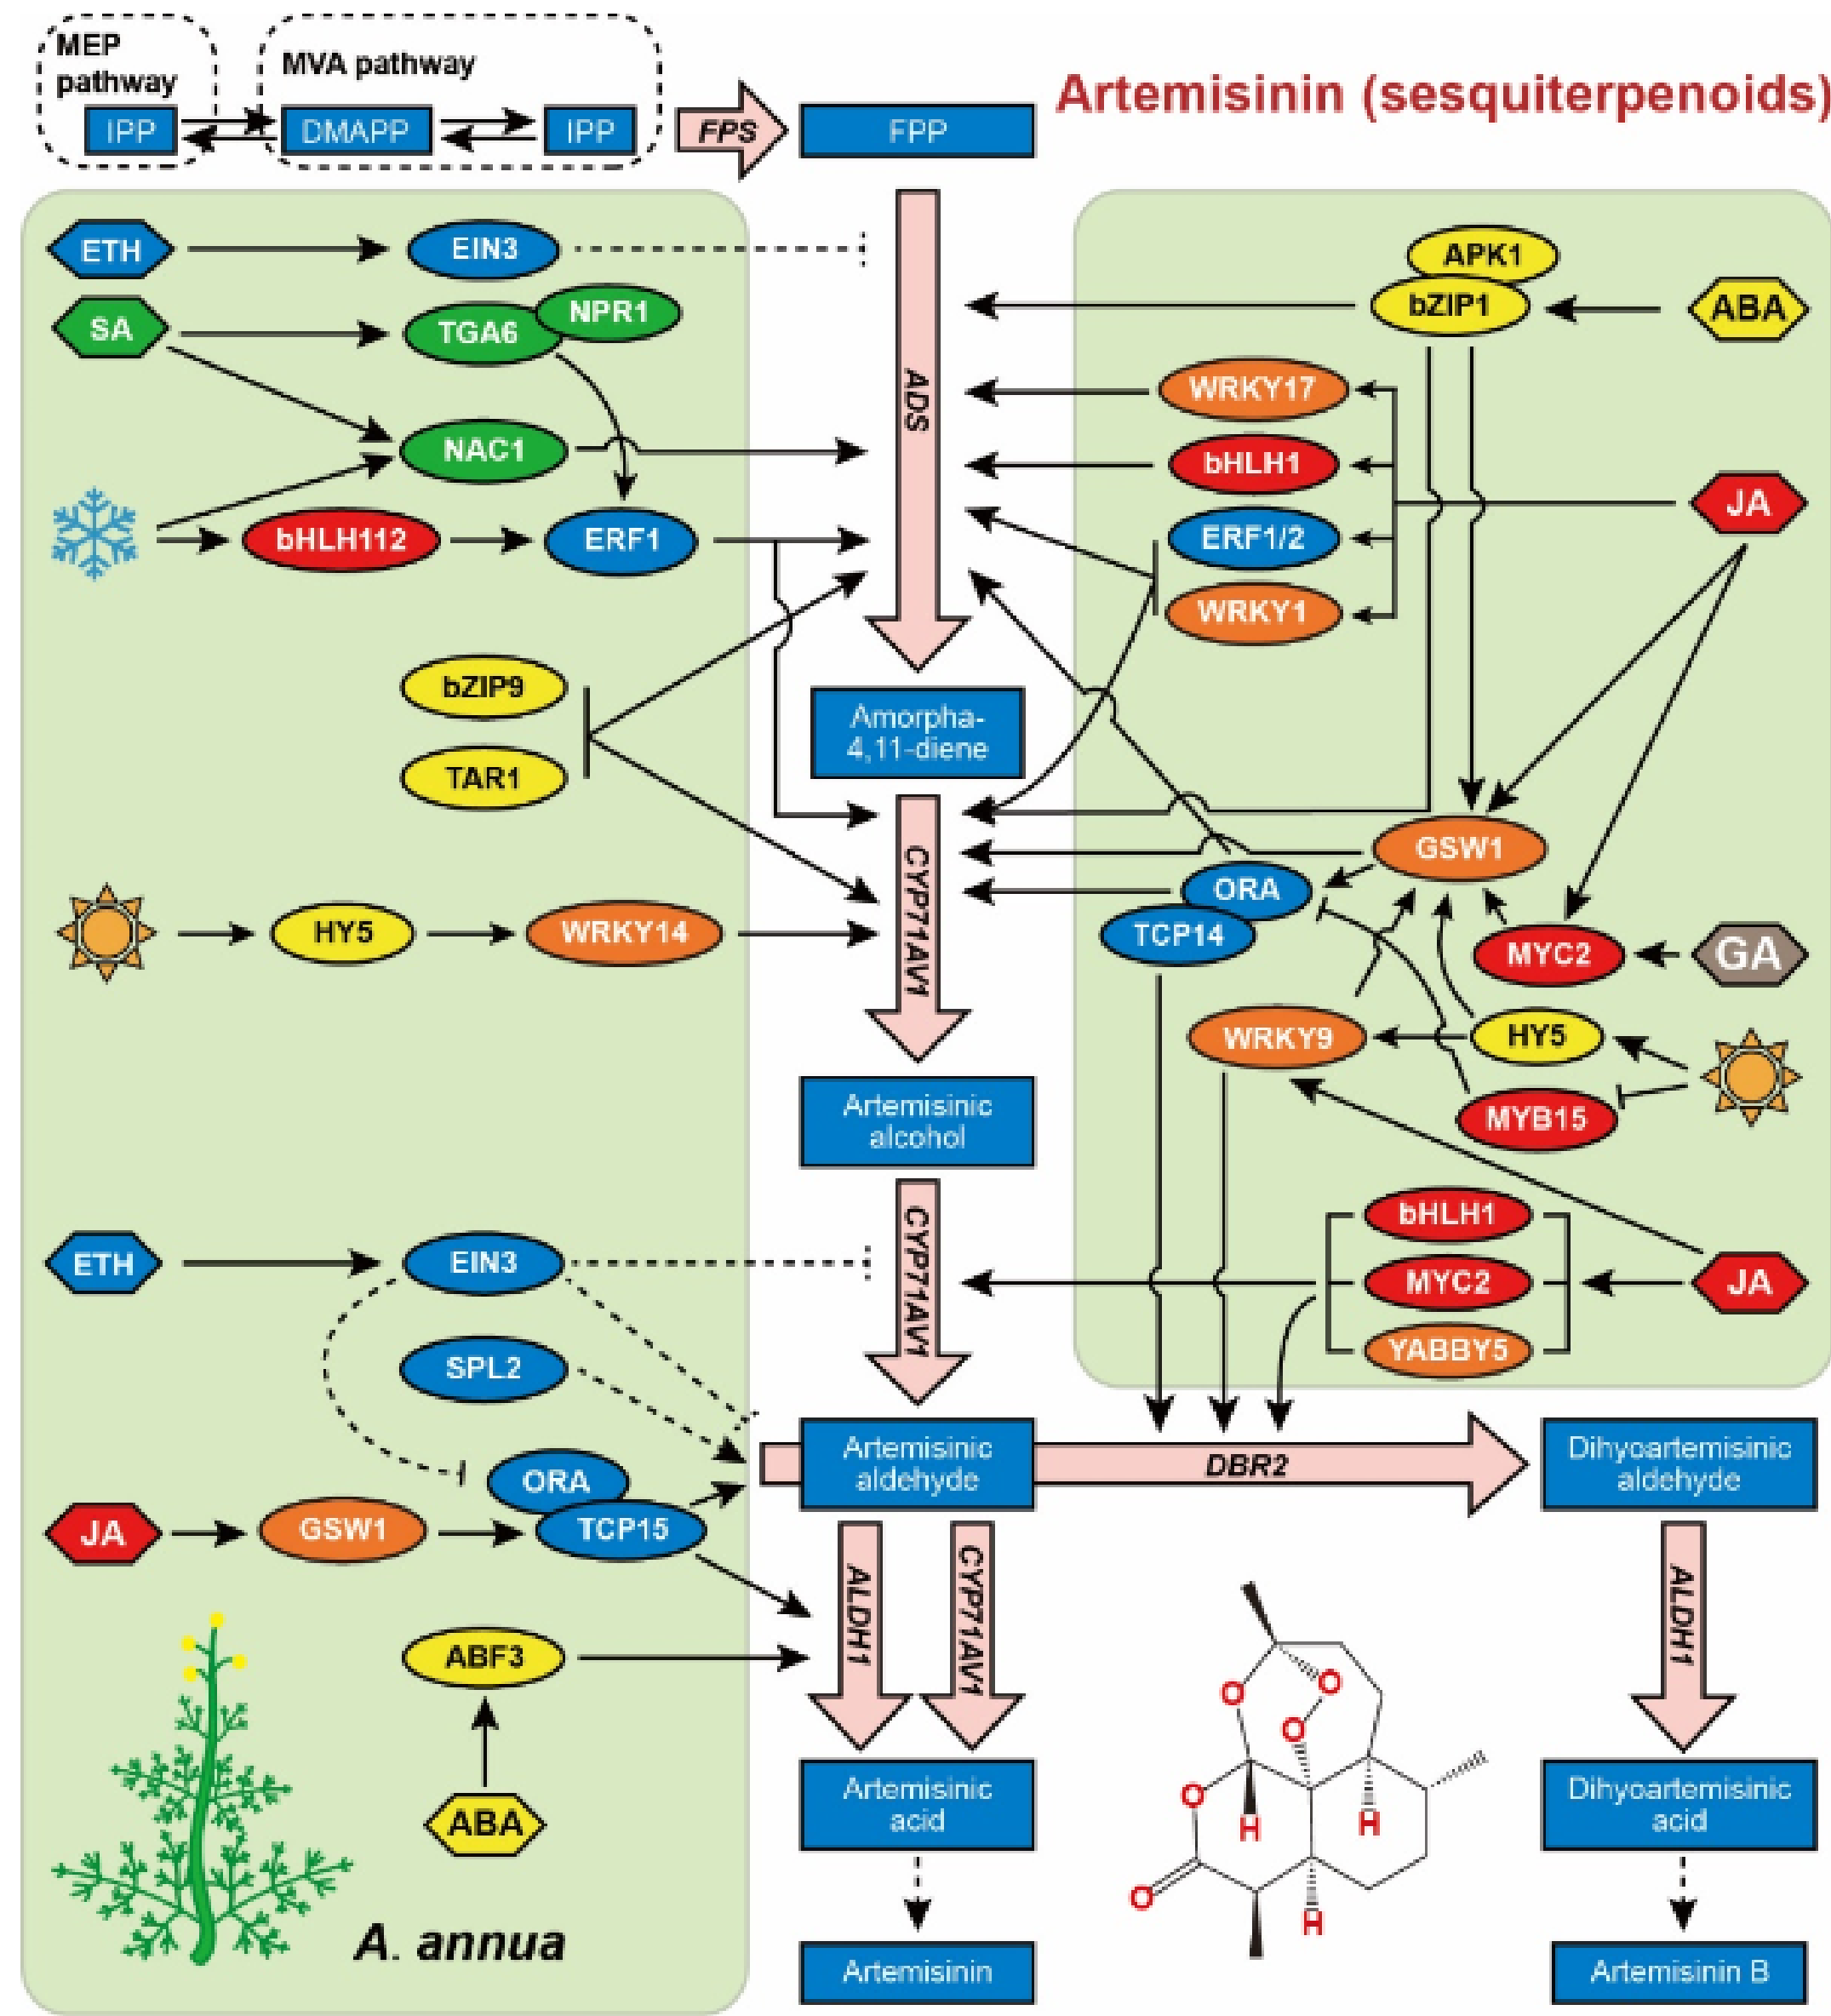 MEP
pathway
MVA pathway
IPP
DMAPP
IPP
FPS
FPP
Artemisinin (sesquiterpenoids)
ETH
EIN3
SA
TGA6
NPR1
NAC1
bHLH112
ERF1
bZIP9
TAR1
HY5
WRKY14
ADS
APK1
bZIP1
ABA
WRKY17
bHLH1
JA
ERF1/2
WRKY1
Amorpha-
4,11-diene
CYP71AV1
GSW1
ORA
TCP14
MYC2
GA
WRKY9
HY5
MYB15
Artemisinic
alcohol
CYP71AV1
bHLH1
MYC2
YABBY5
JA
ETH
EIN3
SPL2
ORA
TCP15
JA
GSW1
Artemisinic
aldehyde
DBR2
Dihyoartemisinic
aldehyde
ALDH1
CYP71AV1
ALDH1
ABF3
ABA
A. annua
Artemisinic
acid
Dihyoartemisinic
acid
O
O
O
O
O
H
H
H
Artemisinin
Artemisinin B